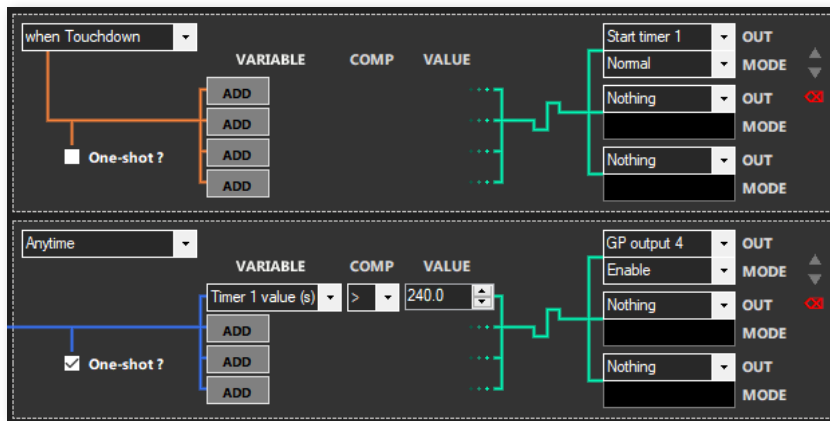 when Touchdown
Start timer 1 OUT
VARIABLE COMP VALUE
Normal MODE
ADD
Nothing OUT
ADD
MODE
One-shot ?
ADD
Nothing OUT
ADD
MODE
Anytime
GP output 4 OUT
VARIABLE COMP VALUE
Enable MODE
Timer 1 value (s) > 240.0
Nothing OUT
ADD
MODE
One-shot ?
ADD
Nothing OUT
ADD
MODE